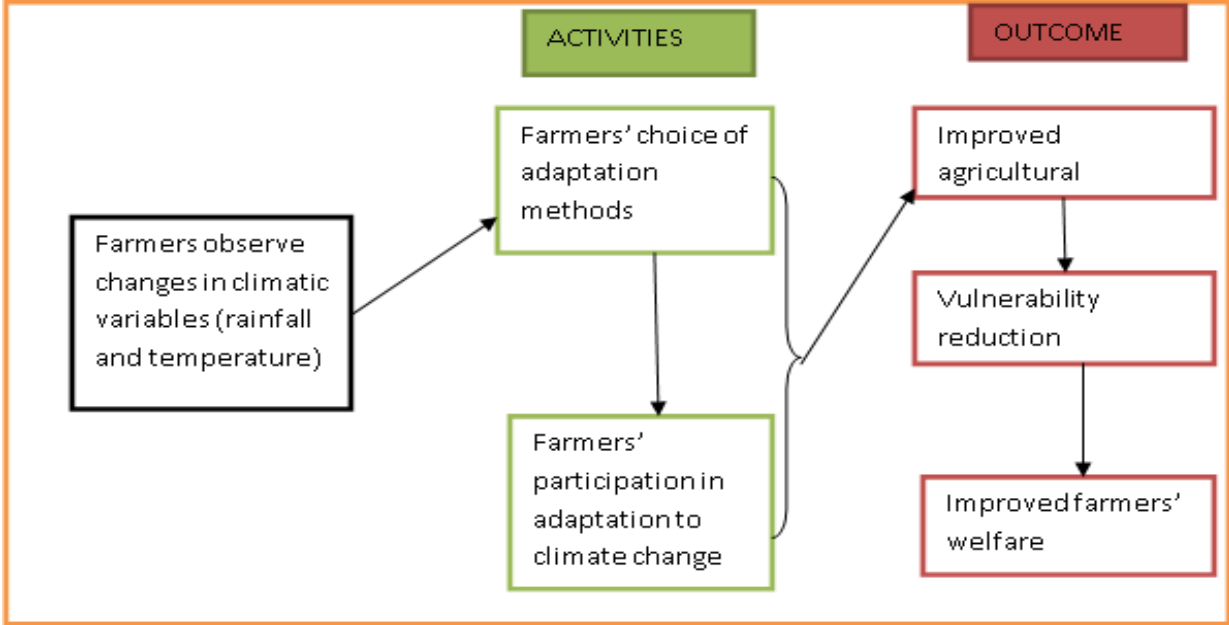 ACTIVITIES
OUTCOME
Farmers observe
changes in climatic
variables (rainfall
and temperature)
Farmers’ choice of
adaptation
methods
Farmers’
participation in
adaptation to
climate change
Improved
agricultural
Vulnerability
reduction
Improved farmers’
welfare